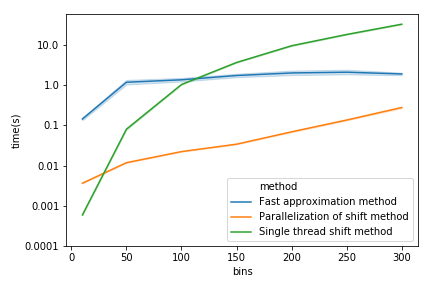 10.0
1.0
0.1
0.01
0.001
0.0001
time(s)
0
50
100
150
200
250
300
bins
method
Fast approximation method
Parallelization of shift method
Single thread shift method